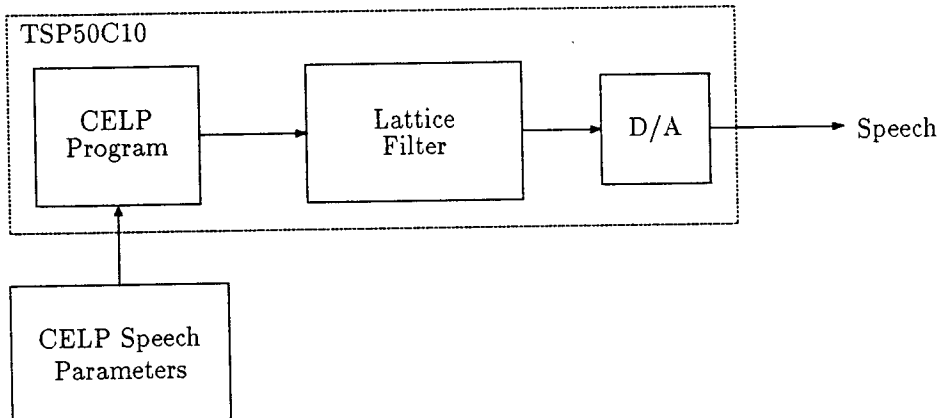 TSP50C10
CELP
Program
Lattice
Filter
D/A
Speech
CELP Speech
Parameters